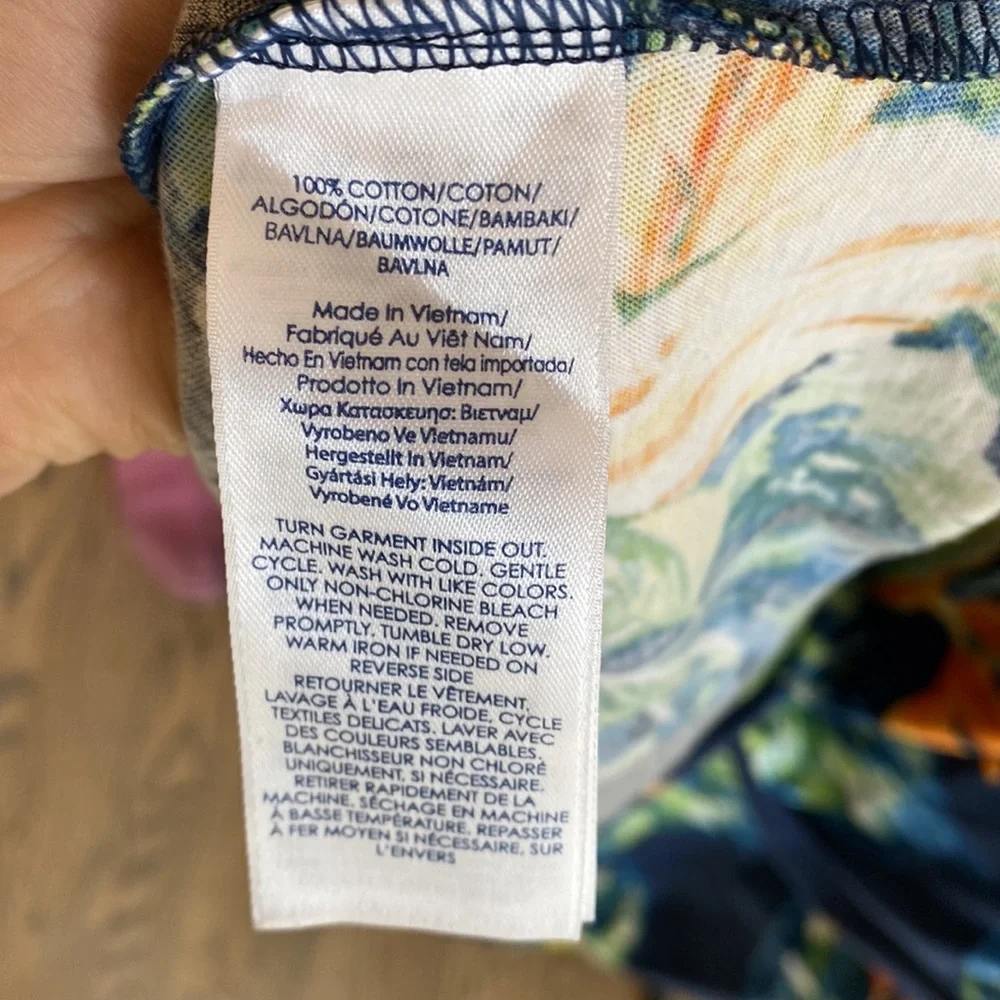 100% COTTON/COTON/
ALGODÓN/COTONE/BAMBAKI/
BAVLNA/BAUMWOLLE/PAMUT/
BAVLNA
Made In Vietnam/
Fabriqué Au Viêt Nam/
Hecho En Vietnam con tela importada/
Prodotto In Vietnam/
Χωρα Κατασκευησ: Βιετναμ/
Vyrobeno Ve Vietnamu/
Hergestellt In Vietnam/
Gyártási Hely: Vietnám/
Vyrobené Vo Vietname
TURN GARMENT INSIDE OUT.
MACHINE WASH COLD, GENTLE
CYCLE. WASH WITH LIKE COLORS.
ONLY NON-CHLORINE BLEACH
WHEN NEEDED. REMOVE
PROMPTLY. TUMBLE DRY LOW.
WARM IRON IF NEEDED ON
REVERSE SIDE
RETOURNER LE VÊTEMENT.
LAVAGE À L'EAU FROIDE, CYCLE
TEXTILES DELICATS. LAVER AVEC
DES COULEURS SEMBLABLES.
BLANCHISSEUR NON CHLORÉ
UNIQUEMENT, SI NÉCESSAIRE.
RETIRER RAPIDEMENT DE LA
MACHINE. SÉCHAGE EN MACHINE
À BASSE TEMPÉRATURE. REPASSER
À FER MOYEN SI NÉCESSAIRE, SUR
L'ENVERS